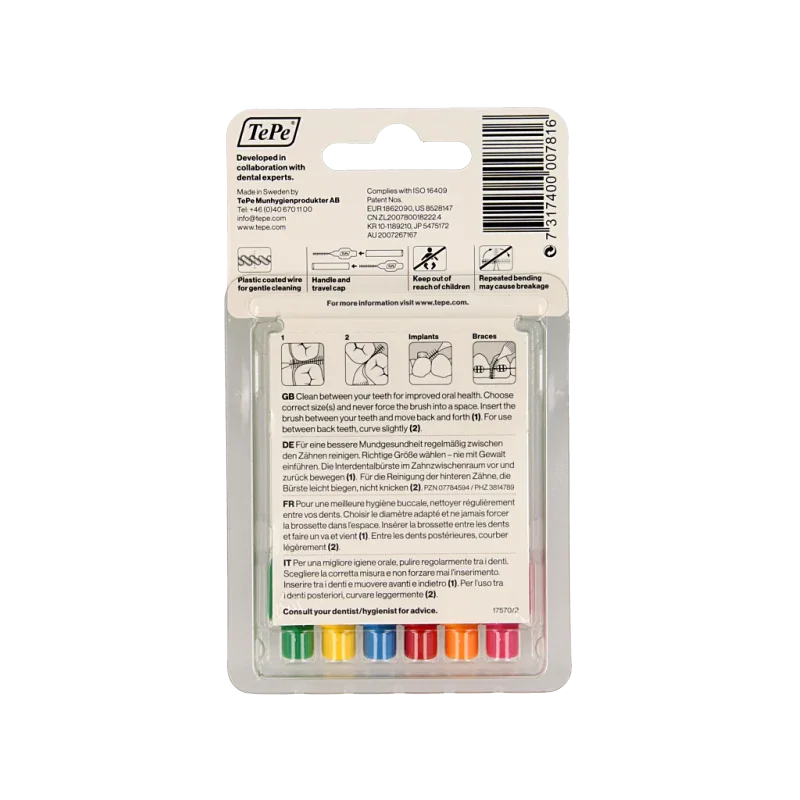 TePe®
Developed in
collaboration with
dental experts.
Made in Sweden by
TePe Munhygienprodukter AB
Tel: +46 (0)40 670 11 00
info@tepe.com
www.tepe.com
Complies with ISO 16409
Patent Nos.
EUR 1862090, US 8528147
CN ZL200780018222.4
KR 10-1189210, JP 5475172
AU 2007267167
7 317400 007816
Plastic coated wire
for gentle cleaning
Handle and
travel cap
Keep out of
reach of children
Repeated bending
may cause breakage
For more information visit www.tepe.com.
1
2
Implants
Braces
GB Clean between your teeth for improved oral health. Choose
correct size(s) and never force the brush into a space. Insert the
brush between your teeth and move back and forth (1). For use
between back teeth, curve slightly (2).
DE Für eine bessere Mundgesundheit regelmäßig zwischen
den Zähnen reinigen. Richtige Größe wählen – nie mit Gewalt
einführen. Die Interdentalbürste im Zahnzwischenraum vor und
zurück bewegen (1). Für die Reinigung der hinteren Zähne, die
Bürste leicht biegen, nicht knicken (2). PZN 07784594 / PHZ 3814789
FR Pour une meilleure hygiène buccale, nettoyer régulièrement
entre vos dents. Choisir le diamètre adapté et ne jamais forcer
la brossette dans l'espace. Insérer la brossette entre les dents
et faire un va et vient (1). Entre les dents postérieures, courber
légèrement (2).
IT Per una migliore igiene orale, pulire regolarmente tra i denti.
Scegliere la corretta misura e non forzare mai l'inserimento.
Inserire tra i denti e muovere avanti e indietro (1). Per l'uso tra
i denti posteriori, curvare leggermente (2).
Consult your dentist/hygienist for advice.
17570/2